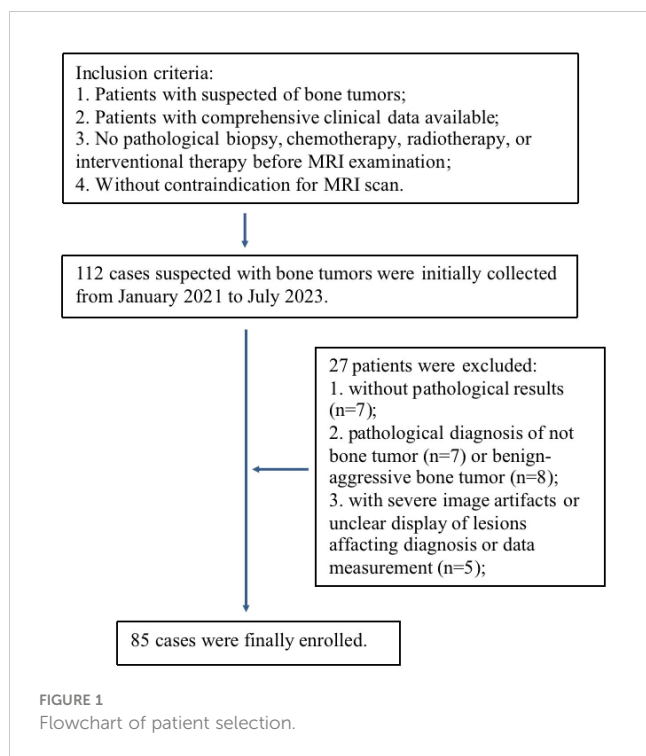 Inclusion criteria:
1. Patients with suspected of bone tumors;
2. Patients with comprehensive clinical data available;
3. No pathological biopsy, chemotherapy, radiotherapy, or
interventional therapy before MRI examination;
4. Without contraindication for MRI scan.
112 cases suspected with bone tumors were initially collected
from January 2021 to July 2023.
27 patients were excluded:
1. without pathological results
(n=7);
2. pathological diagnosis of not
bone tumor (n=7) or benign-
aggressive bone tumor (n=8);
3. with severe image artifacts or
unclear display of lesions
affacting diagnosis or data
measurement (n=5);
85 cases were finally enrolled.
FIGURE 1
Flowchart of patient selection.